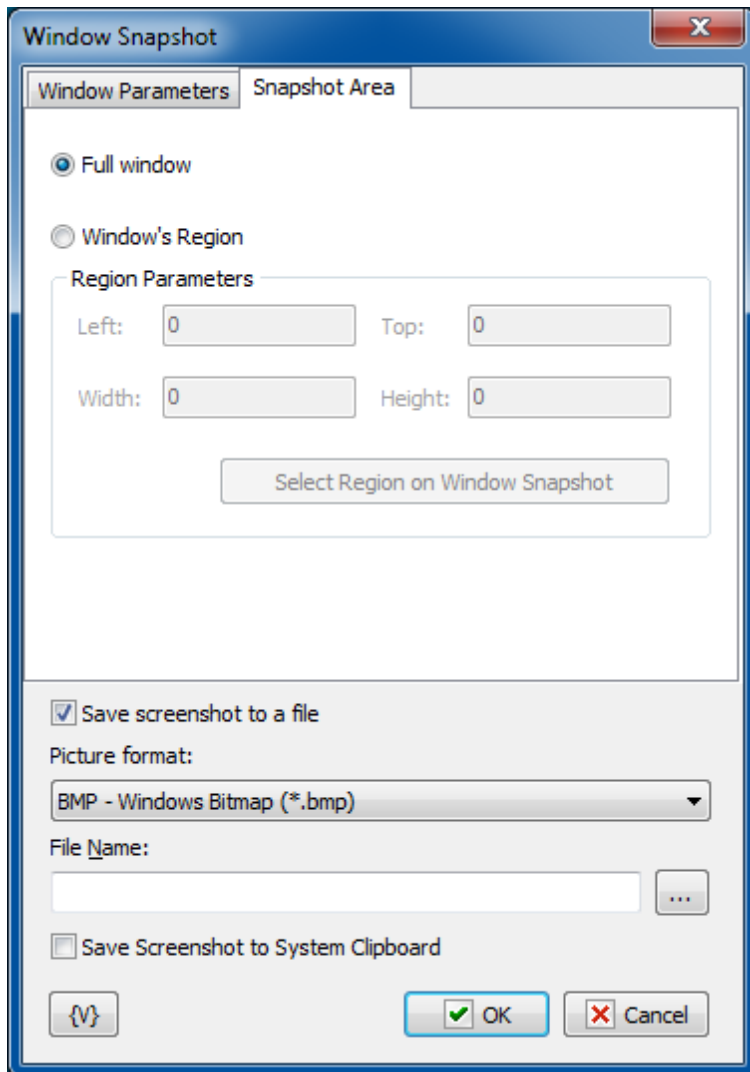 Window Snapshot
Window Parameters Snapshot Area
Full window
Window's Region
Region Parameters
Left: 0 Top: 0
Width: 0 Height: 0
Select Region on Window Snapshot
Save screenshot to a file
Picture format:
BMP - Windows Bitmap (*.bmp)
File Name:
...
Save Screenshot to System Clipboard
{V} OK Cancel